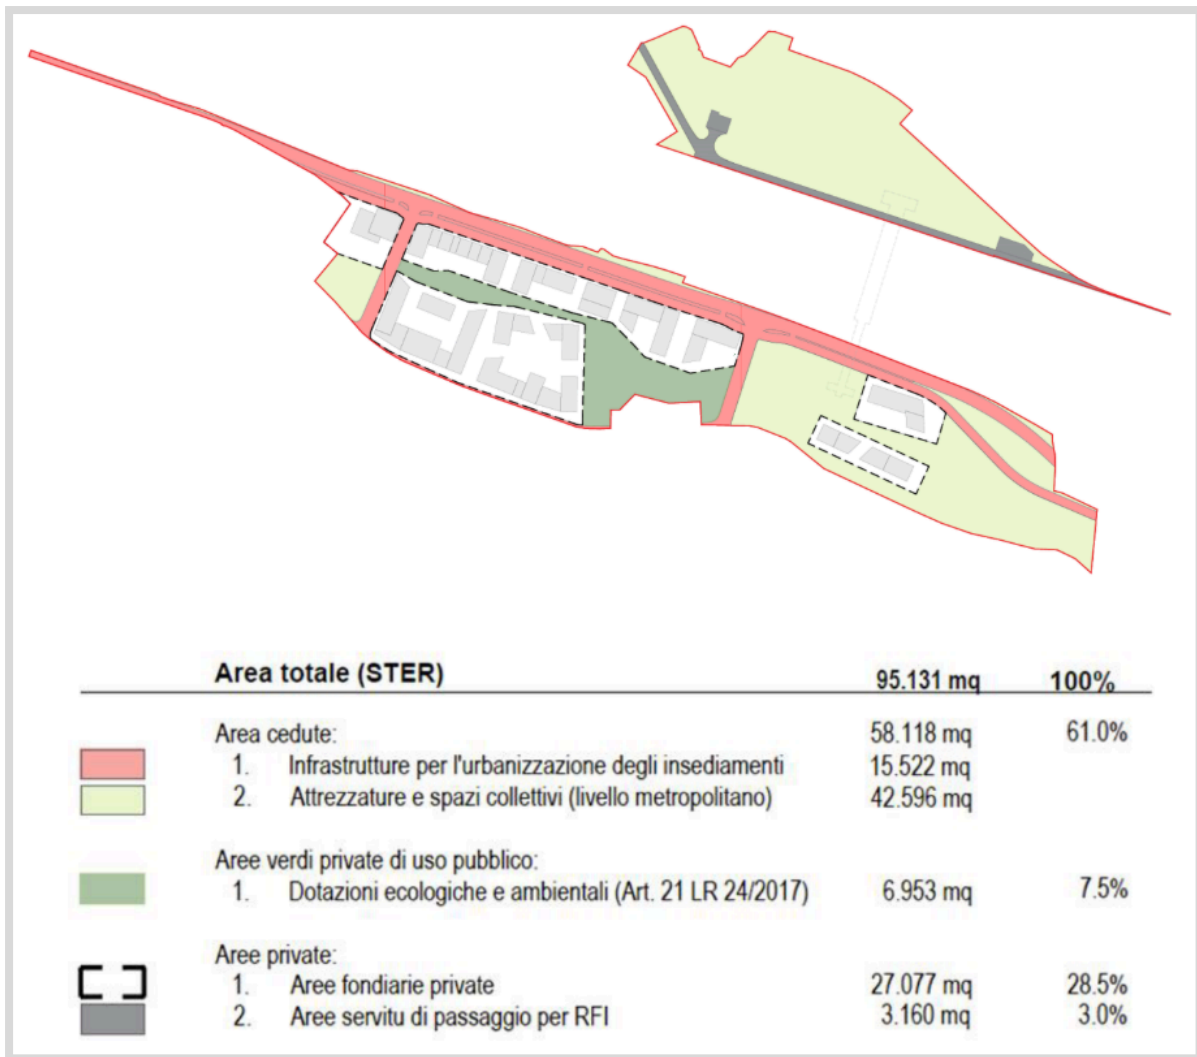 Area totale (STER) 95.131 mq 100%
Area cedute: 58.118 mq 61.0%
1. Infrastrutture per l'urbanizzazione degli insediamenti 15.522 mq
2. Attrezzature e spazi collettivi (livello metropolitano) 42.596 mq
Aree verdi private di uso pubblico:
1. Dotazioni ecologiche e ambientali (Art. 21 LR 24/2017) 6.953 mq 7.5%
Aree private:
1. Aree fondiarie private 27.077 mq 28.5%
2. Aree servitu di passaggio per RFI 3.160 mq 3.0%